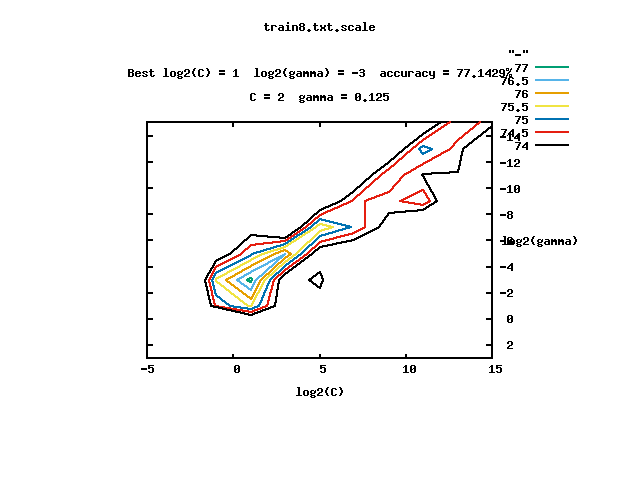 train8.txt.scale
"-"
Best log2(C) = 1  log2(gamma) = -3  accuracy = 77.1429%
77
76.5
C = 2  gamma = 0.125
76
75.5
75
74.5
74
-14
-12
-10
-8
-6
log2(gamma)
-4
-2
0
2
-5 0 5 10 15
log2(C)